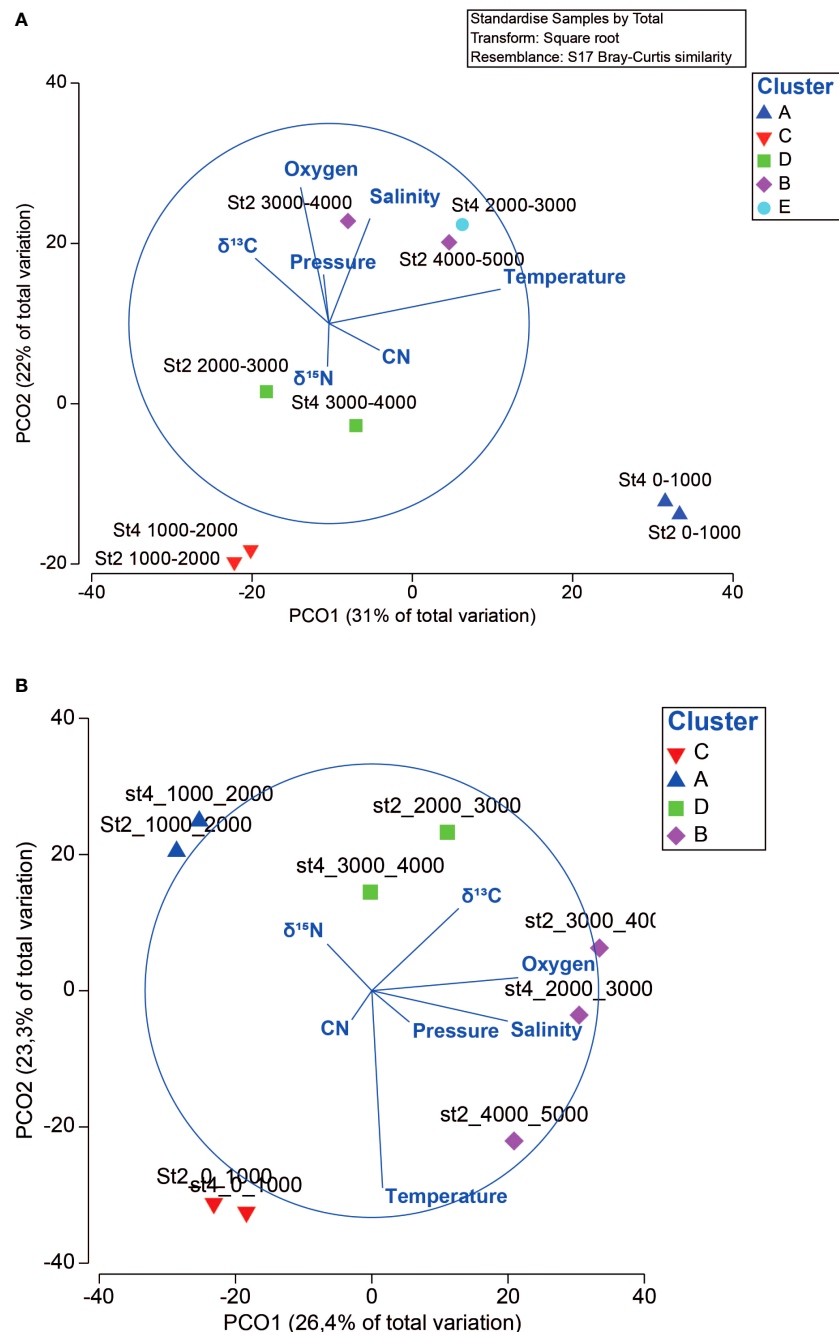 A
Standardise Samples by Total
Transform: Square root
Resemblance: S17 Bray-Curtis similarity
Cluster
A
C
D
B
E
40
20
0
-20
PCO2 (22% of total variation)
Oxygen
St2 3000-4000
Salinity
St4 2000-3000
δ¹³C
Pressure
St2 4000-5000
Temperature
CN
St2 2000-3000
δ¹⁵N
St4 3000-4000
St4 0-1000
St2 0-1000
St4 1000-2000
St2 1000-2000
-40
-20
0
20
40
PCO1 (31% of total variation)
B
Cluster
C
A
D
B
40
20
0
-20
-40
PCO2 (23,3% of total variation)
st4_1000_2000
St2_1000_2000
st2_2000_3000
st4_3000_4000
δ¹³C
δ¹⁵N
st2_3000_400
Oxygen
st4_2000_3000
CN
Pressure
Salinity
st2_4000_5000
St2_0_1000
st4_0_1000
Temperature
-40
-20
0
20
40
PCO1 (26,4% of total variation)